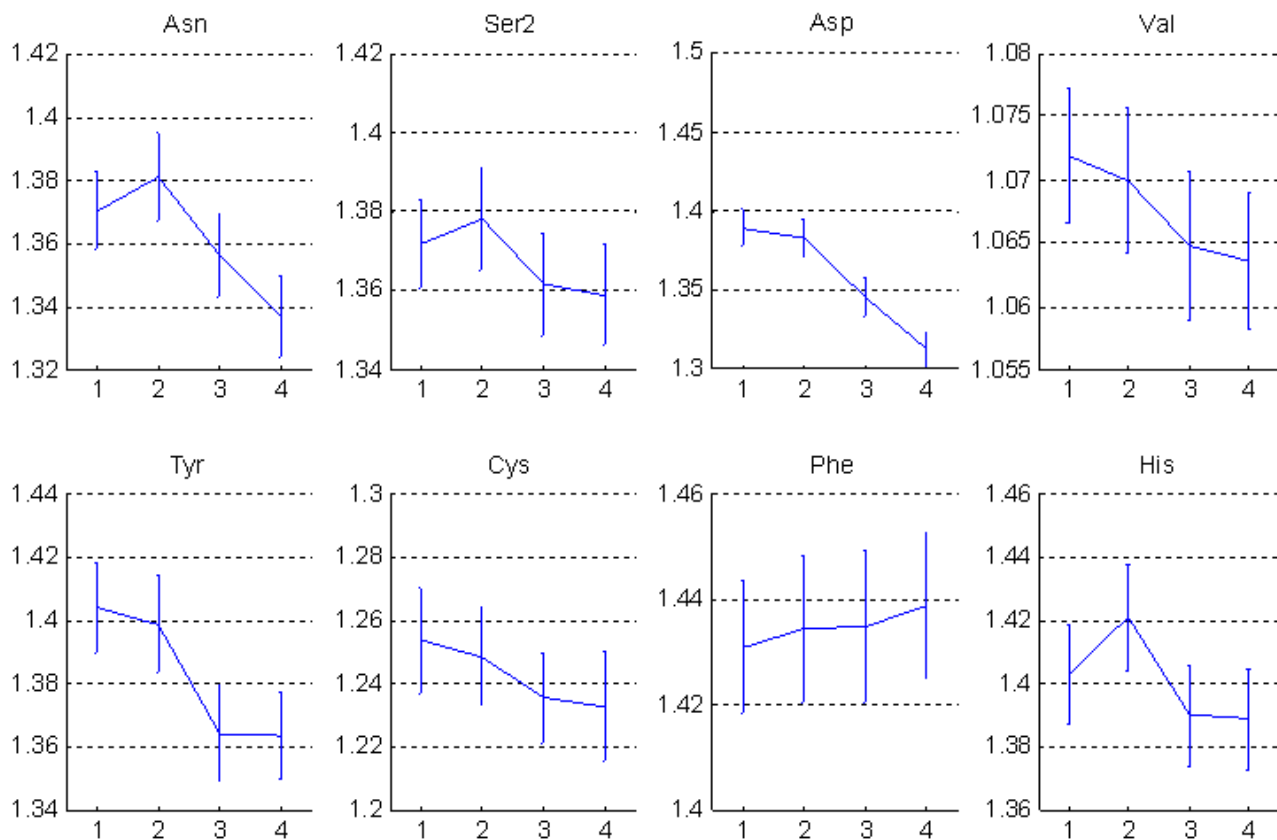 Asn Ser2 Asp Val
1.42 1.42 1.5 1.08
1.4 1.4 1.45 1.075
1.38 1.38 1.4 1.07
1.36 1.36 1.35 1.065
1.34 1.34 1.3 1.06
1.32 1.055
1 2 3 4 1 2 3 4 1 2 3 4 1 2 3 4
Tyr Cys Phe His
1.44 1.3 1.46 1.46
1.42 1.28 1.44 1.44
1.4 1.26 1.42 1.42
1.38 1.24 1.4 1.4
1.36 1.22 1.38
1.34 1.2 1.36
1 2 3 4 1 2 3 4 1 2 3 4 1 2 3 4